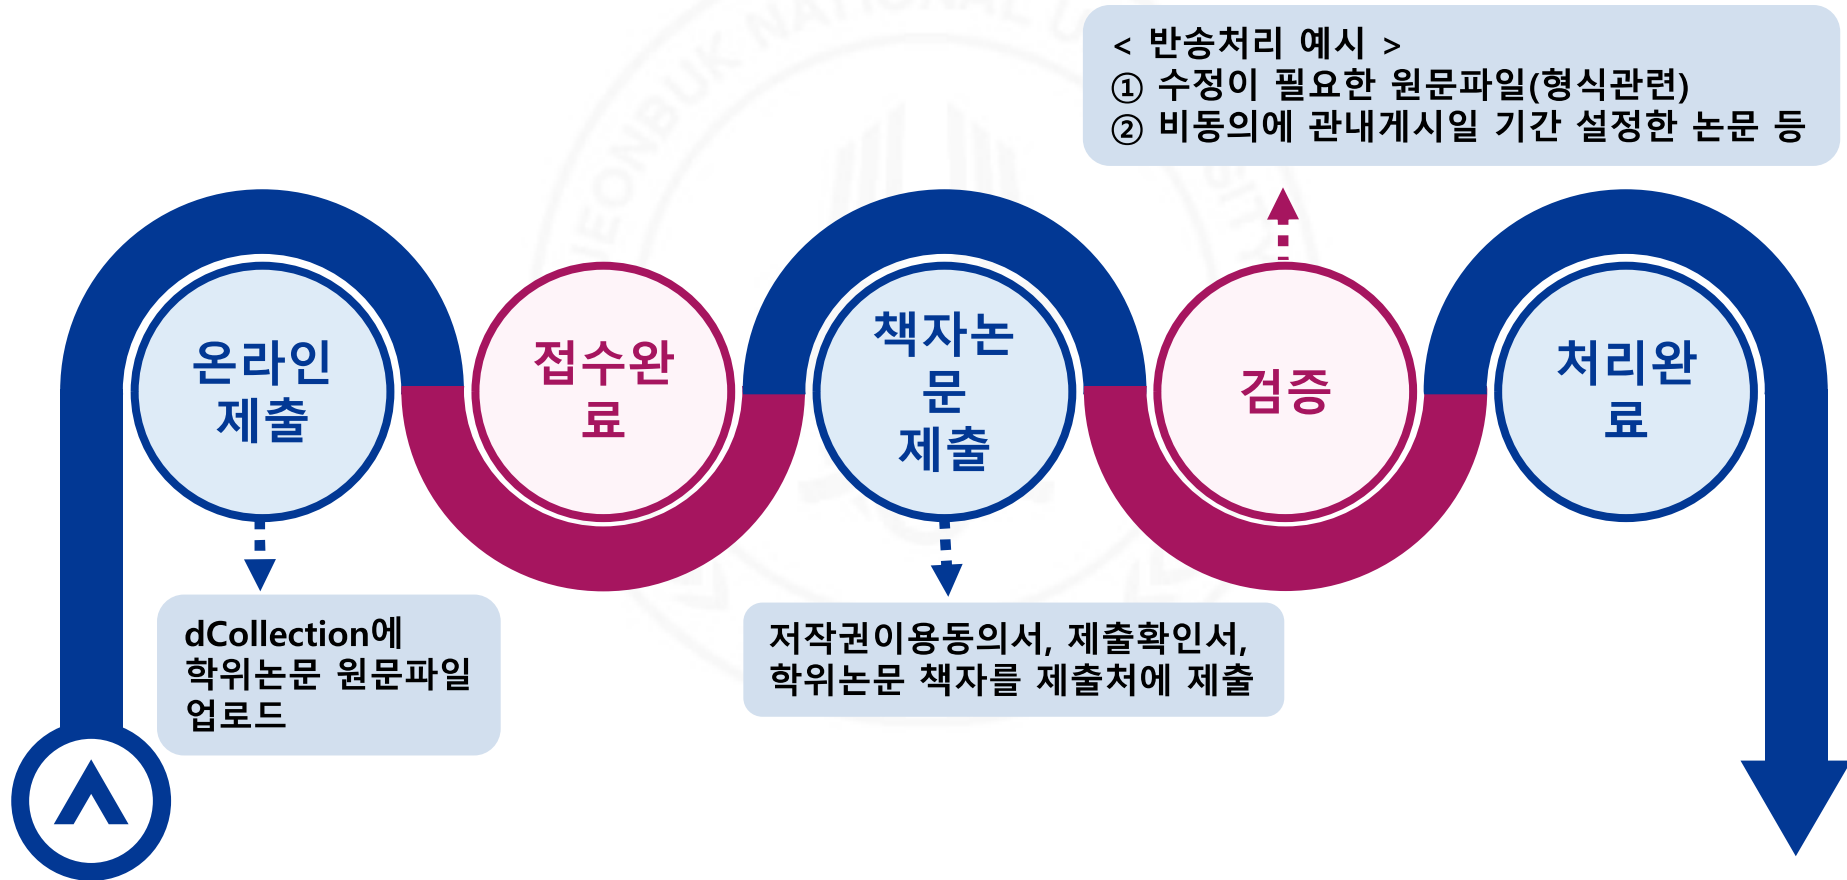 < 반송처리 예시 >
① 수정이 필요한 원문파일(형식관련)
② 비동의에 관내게시일 기간 설정한 논문 등
온라인
제출
접수완
료
책자논
문
제출
검증
처리완
료
dCollection에
학위논문 원문파일
업로드
저작권이용동의서, 제출확인서,
학위논문 책자를 제출처에 제출